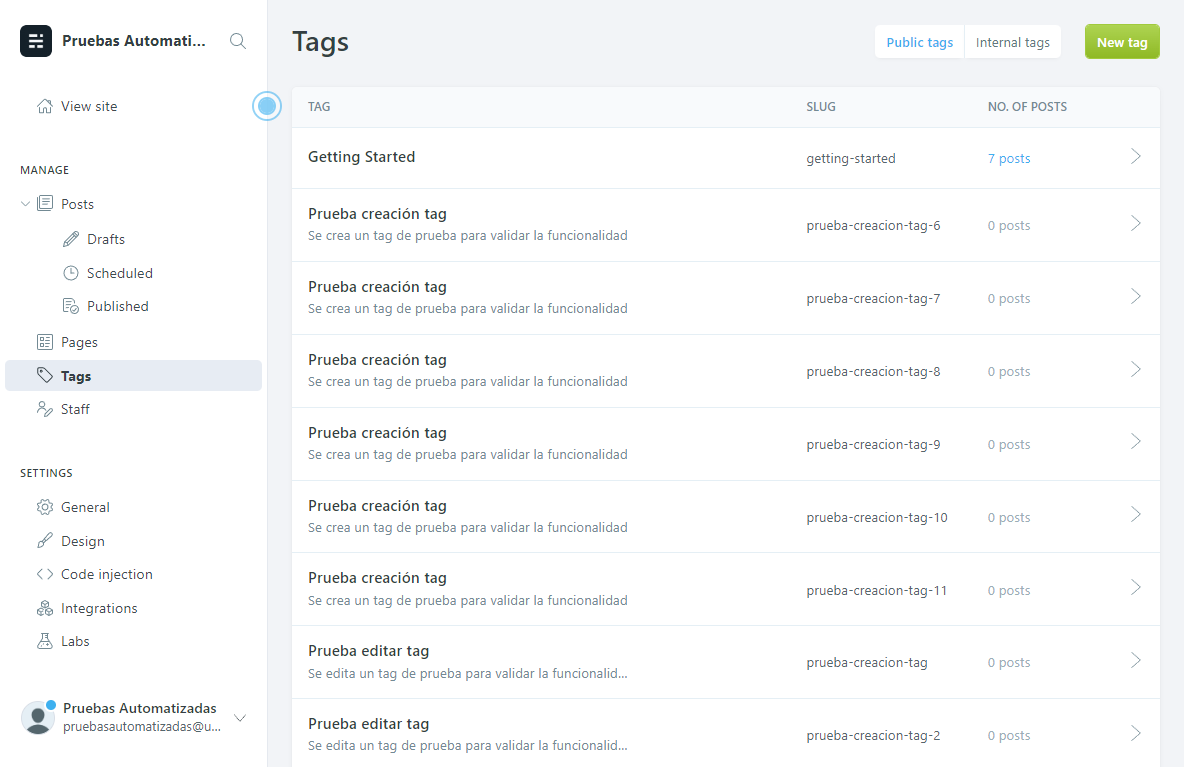 Pruebas Automati...
View site
MANAGE
Posts
Drafts
Scheduled
Published
Pages
Tags
Staff
SETTINGS
General
Design
Code injection
Integrations
Labs
Pruebas Automatizadas
pruebasautomatizadas@u...
Tags
Public tags
Internal tags
New tag
TAG SLUG NO. OF POSTS
Getting Started getting-started 7 posts
Prueba creación tag
Se crea un tag de prueba para validar la funcionalidad
prueba-creacion-tag-6 0 posts
Prueba creación tag
Se crea un tag de prueba para validar la funcionalidad
prueba-creacion-tag-7 0 posts
Prueba creación tag
Se crea un tag de prueba para validar la funcionalidad
prueba-creacion-tag-8 0 posts
Prueba creación tag
Se crea un tag de prueba para validar la funcionalidad
prueba-creacion-tag-9 0 posts
Prueba creación tag
Se crea un tag de prueba para validar la funcionalidad
prueba-creacion-tag-10 0 posts
Prueba creación tag
Se crea un tag de prueba para validar la funcionalidad
prueba-creacion-tag-11 0 posts
Prueba editar tag
Se edita un tag de prueba para validar la funcionalid...
prueba-creacion-tag 0 posts
Prueba editar tag
Se edita un tag de prueba para validar la funcionalid...
prueba-creacion-tag-2 0 posts